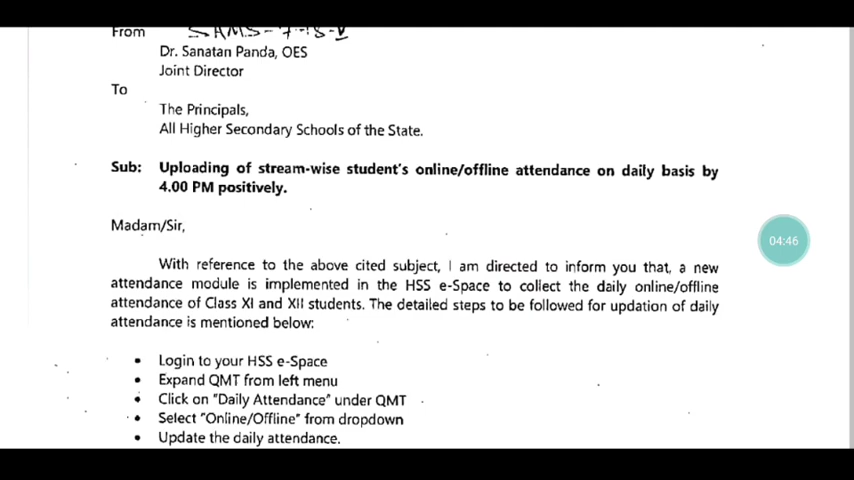 From
Dr. Sanatan Panda, OES
Joint Director
To
The Principals,
All Higher Secondary Schools of the State.
Sub: Uploading of stream-wise student's online/offline attendance on daily basis by
4.00 PM positively.
Madam/Sir,
With reference to the above cited subject, I am directed to inform you that, a new
attendance module is implemented in the HSS e-Space to collect the daily online/offline
attendance of Class XI and XII students. The detailed steps to be followed for updation of daily
attendance is mentioned below:
• Login to your HSS e-Space
• Expand QMT from left menu
• Click on "Daily Attendance" under QMT
• Select "Online/Offline" from dropdown
• Update the daily attendance.
04:46